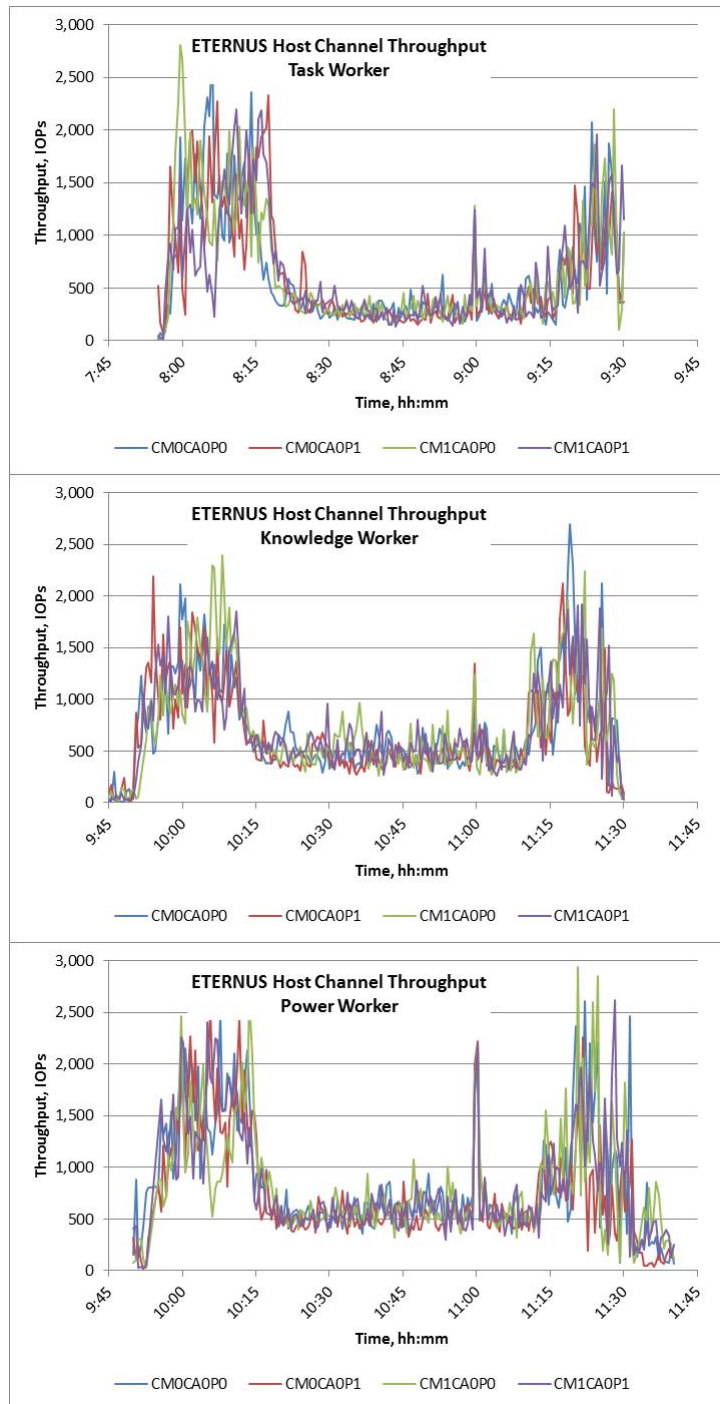 ETERNUS Host Channel Throughput
Task Worker
Throughput, IOPs
3,000
2,500
2,000
1,500
1,000
500
0
7:45 8:00 8:15 8:30 8:45 9:00 9:15 9:30 9:45
Time, hh:mm
CM0CA0P0 CM0CA0P1 CM1CA0P0 CM1CA0P1
ETERNUS Host Channel Throughput
Knowledge Worker
Throughput, IOPs
3,000
2,500
2,000
1,500
1,000
500
0
9:45 10:00 10:15 10:30 10:45 11:00 11:15 11:30 11:45
Time, hh:mm
CM0CA0P0 CM0CA0P1 CM1CA0P0 CM1CA0P1
ETERNUS Host Channel Throughput
Power Worker
Throughput, IOPs
3,000
2,500
2,000
1,500
1,000
500
0
9:45 10:00 10:15 10:30 10:45 11:00 11:15 11:30 11:45
Time, hh:mm
CM0CA0P0 CM0CA0P1 CM1CA0P0 CM1CA0P1